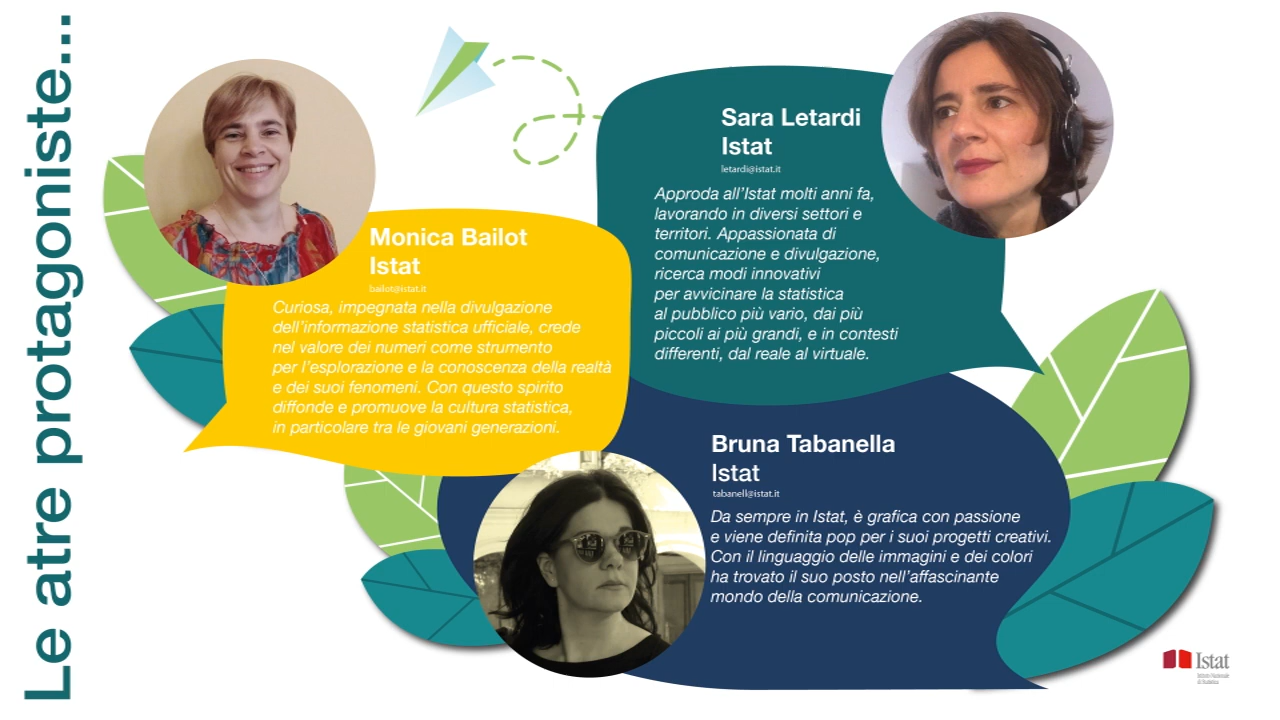 Le atre protagoniste...
Monica Bailot
Istat
bailot@istat.it
Curiosa, impegnata nella divulgazione
dell'informazione statistica ufficiale, crede
nel valore dei numeri come strumento
per l'esplorazione e la conoscenza della realtà
e dei suoi fenomeni. Con questo spirito
diffonde e promuove la cultura statistica,
in particolare tra le giovani generazioni.
Sara Letardi
Istat
letardi@istat.it
Approda all'Istat molti anni fa,
lavorando in diversi settori e
territori. Appassionata di
comunicazione e divulgazione,
ricerca modi innovativi
per avvicinare la statistica
al pubblico più vario, dai più
piccoli ai più grandi, e in contesti
differenti, dal reale al virtuale.
Bruna Tabanella
Istat
tabanell@istat.it
Da sempre in Istat, è grafica con passione
e viene definita pop per i suoi progetti creativi.
Con il linguaggio delle immagini e dei colori
ha trovato il suo posto nell'affascinante
mondo della comunicazione.
Istat
Istituto Nazionale
di Statistica